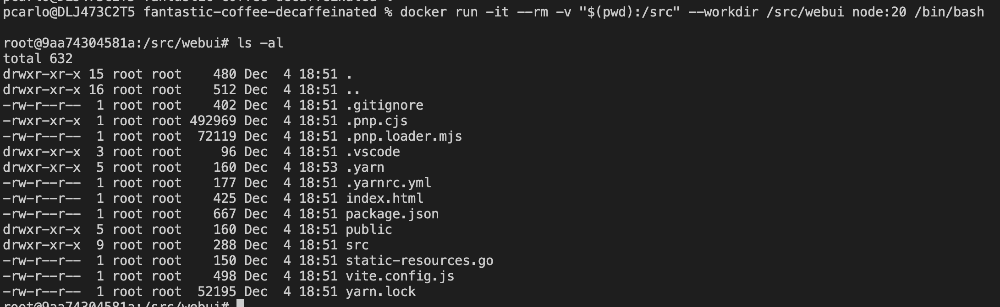 pcarlo@DLJ473C2T5 fantastic-coffee-decaffeinated %
pcarlo@DLJ473C2T5 fantastic-coffee-decaffeinated % docker run -it --rm -v "$(pwd):/src" --workdir /src/webui node:20 /bin/bash
root@9aa74304581a:/src/webui# ls -al
total 632
drwxr-xr-x 15 root root    480 Dec  4 18:51 .
drwxr-xr-x 16 root root    512 Dec  4 18:51 ..
-rw-r--r--  1 root root    402 Dec  4 18:51 .gitignore
-rwxr-xr-x  1 root root 492969 Dec  4 18:51 .pnp.cjs
-rw-r--r--  1 root root  72119 Dec  4 18:51 .pnp.loader.mjs
drwxr-xr-x  3 root root     96 Dec  4 18:51 .vscode
drwxr-xr-x  5 root root    160 Dec  4 18:53 .yarn
-rw-r--r--  1 root root    177 Dec  4 18:51 .yarnrc.yml
-rw-r--r--  1 root root    425 Dec  4 18:51 index.html
-rw-r--r--  1 root root    667 Dec  4 18:51 package.json
drwxr-xr-x  5 root root    160 Dec  4 18:51 public
drwxr-xr-x  9 root root    288 Dec  4 18:51 src
-rw-r--r--  1 root root    150 Dec  4 18:51 static-resources.go
-rw-r--r--  1 root root    498 Dec  4 18:51 vite.config.js
-rw-r--r--  1 root root  52195 Dec  4 18:51 yarn.lock
root@9aa74304581a:/src/webui#